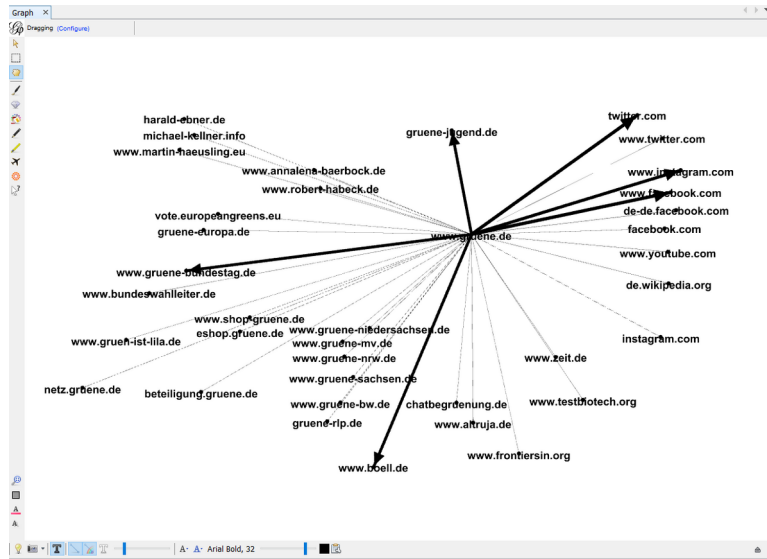 Graph ×
Dragging (Configure)
harald-ebner.de
twitter.com
gruene-jugend.de
michael-kellner.info
www.twitter.com
www.martin-haeusling.eu
www.annalena-baerbock.de
www.instagram.com
www.robert-habeck.de
www.facebook.com
de-de.facebook.com
vote.europeangreens.eu
gruene-europa.de
facebook.com
www.gruene.de
www.youtube.com
www.gruene-bundestag.de
de.wikipedia.org
www.bundeswahlleiter.de
www.shop-gruene.de
eshop.gruene.de
www.gruene-niedersachsen.de
www.gruen-ist-lila.de
www.gruene-mv.de
instagram.com
www.gruene-nrw.de
www.zeit.de
www.gruene-sachsen.de
netz.gruene.de
beteiligung.gruene.de
www.gruene-bw.de
chatbegruenung.de
www.testbiotech.org
gruene-rlp.de
www.altruja.de
www.frontiersin.org
www.boell.de
T T A- A- Arial Bold, 32